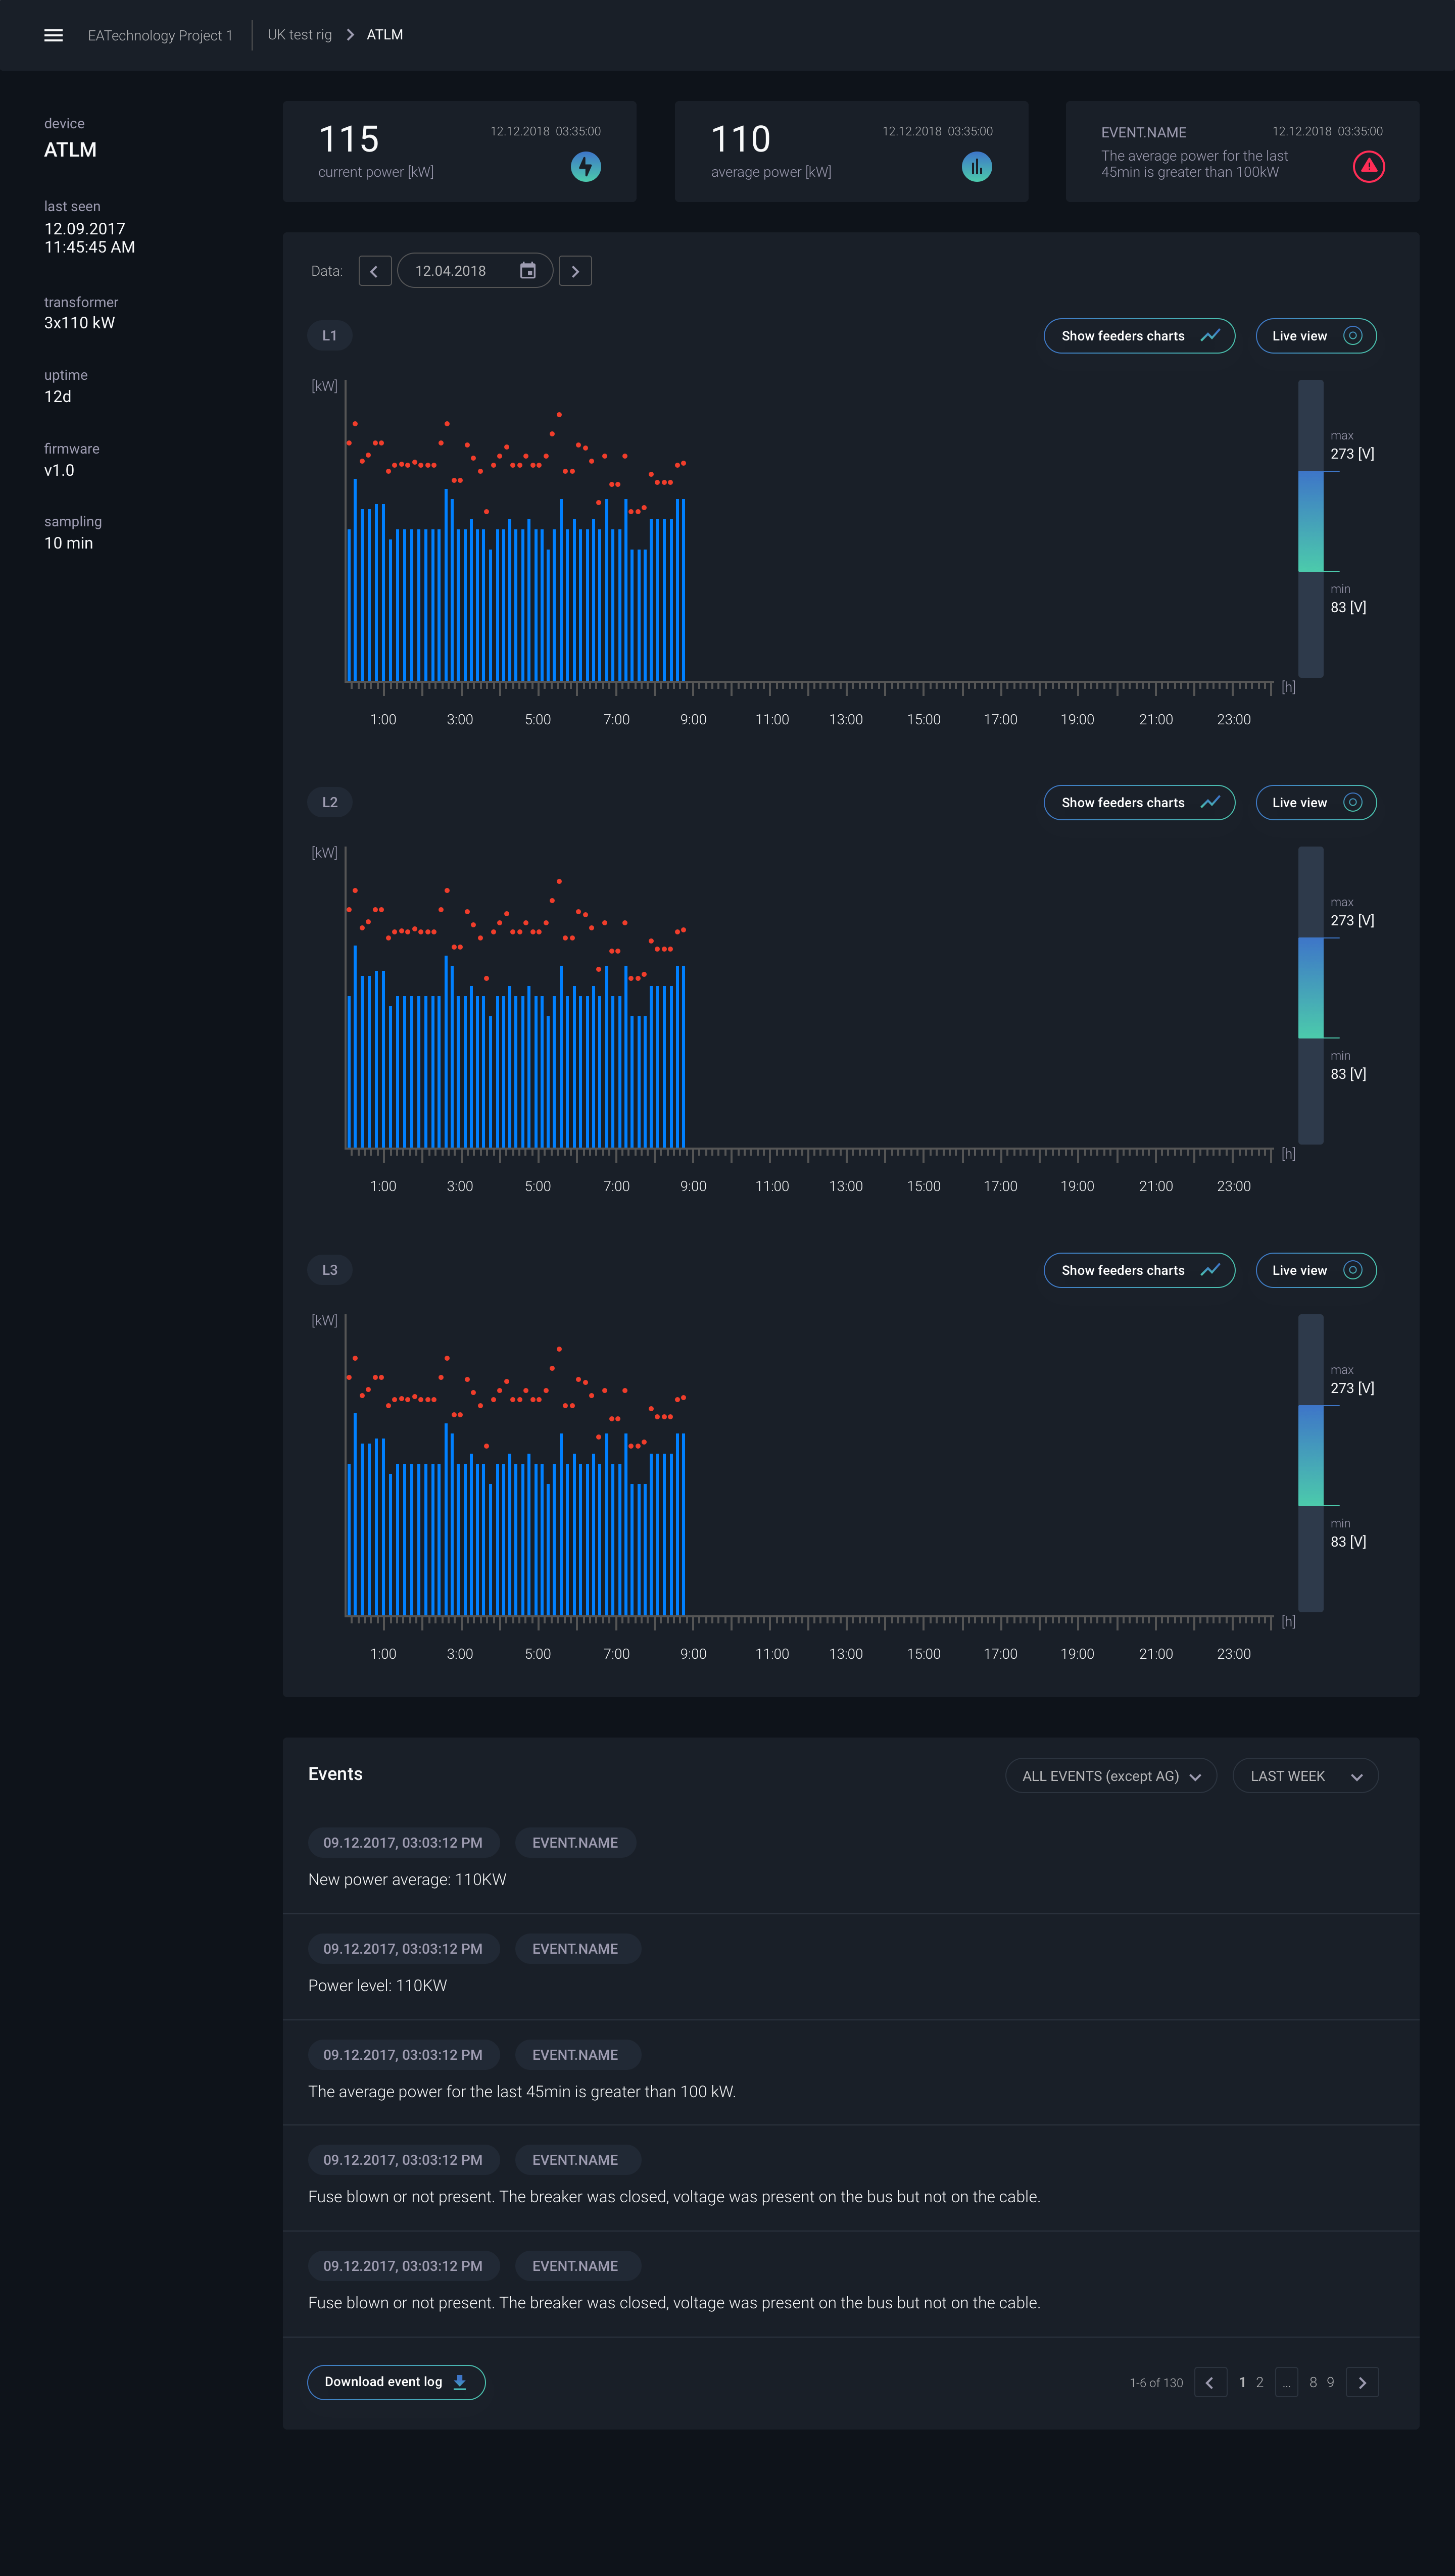 EATechnology Project 1
UK test rig
ATLM
device
ATLM
last seen
12.09.2017
11:45:45 AM
transformer
3x110 kW
uptime
12d
firmware
v1.0
sampling
10 min
115
12.12.2018 03:35:00
current power [kW]
110
12.12.2018 03:35:00
average power [kW]
EVENT.NAME
12.12.2018 03:35:00
The average power for the last
45min is greater than 100kW
Data:
12.04.2018
L1
Show feeders charts
Live view
[kW]
max
273 [V]
min
83 [V]
[h]
1:00 3:00 5:00 7:00 9:00 11:00 13:00 15:00 17:00 19:00 21:00 23:00
L2
Show feeders charts
Live view
[kW]
max
273 [V]
min
83 [V]
[h]
1:00 3:00 5:00 7:00 9:00 11:00 13:00 15:00 17:00 19:00 21:00 23:00
L3
Show feeders charts
Live view
[kW]
max
273 [V]
min
83 [V]
[h]
1:00 3:00 5:00 7:00 9:00 11:00 13:00 15:00 17:00 19:00 21:00 23:00
Events
ALL EVENTS (except AG)
LAST WEEK
09.12.2017, 03:03:12 PM
EVENT.NAME
New power average: 110KW
09.12.2017, 03:03:12 PM
EVENT.NAME
Power level: 110KW
09.12.2017, 03:03:12 PM
EVENT.NAME
The average power for the last 45min is greater than 100 kW.
09.12.2017, 03:03:12 PM
EVENT.NAME
Fuse blown or not present. The breaker was closed, voltage was present on the bus but not on the cable.
09.12.2017, 03:03:12 PM
EVENT.NAME
Fuse blown or not present. The breaker was closed, voltage was present on the bus but not on the cable.
Download event log
1-6 of 130
1 2 ... 8 9